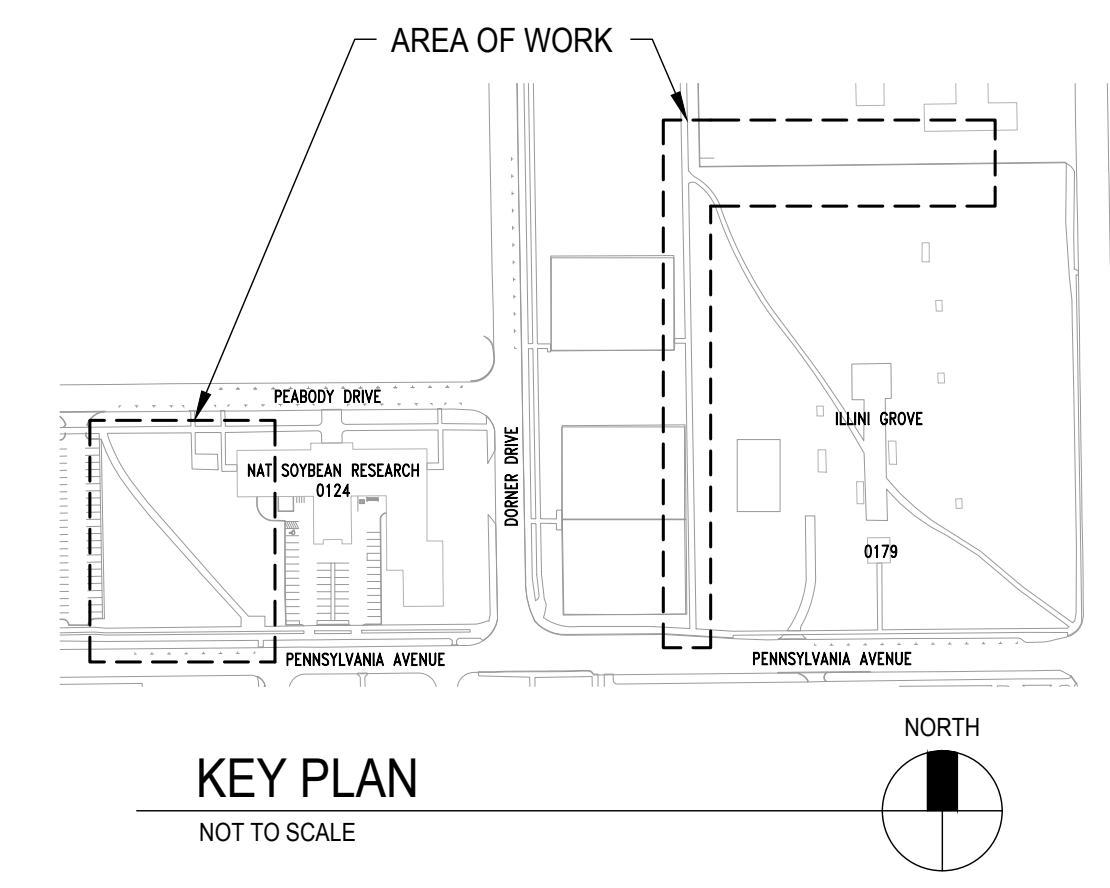 AREA OF WORK
PEABODY DRIVE
NAT SOYBEAN RESEARCH
0124
DORNER DRIVE
ILLINI GROVE
0179
PENNSYLVANIA AVENUE
PENNSYLVANIA AVENUE
NORTH
KEY PLAN
NOT TO SCALE